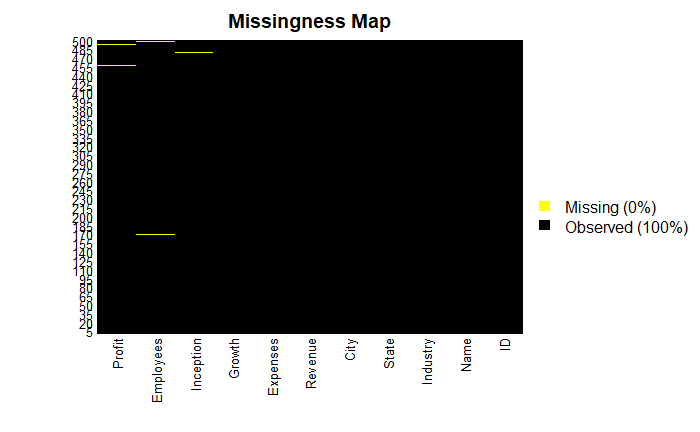 Missingness Map
500
485
470
455
440
425
410
395
380
365
350
335
320
305
290
275
260
245
230
215
200
185
170
155
140
125
110
95
80
65
50
35
20
5
Missing (0%)
Observed (100%)
Profit
Employees
Inception
Growth
Expenses
Revenue
City
State
Industry
Name
ID